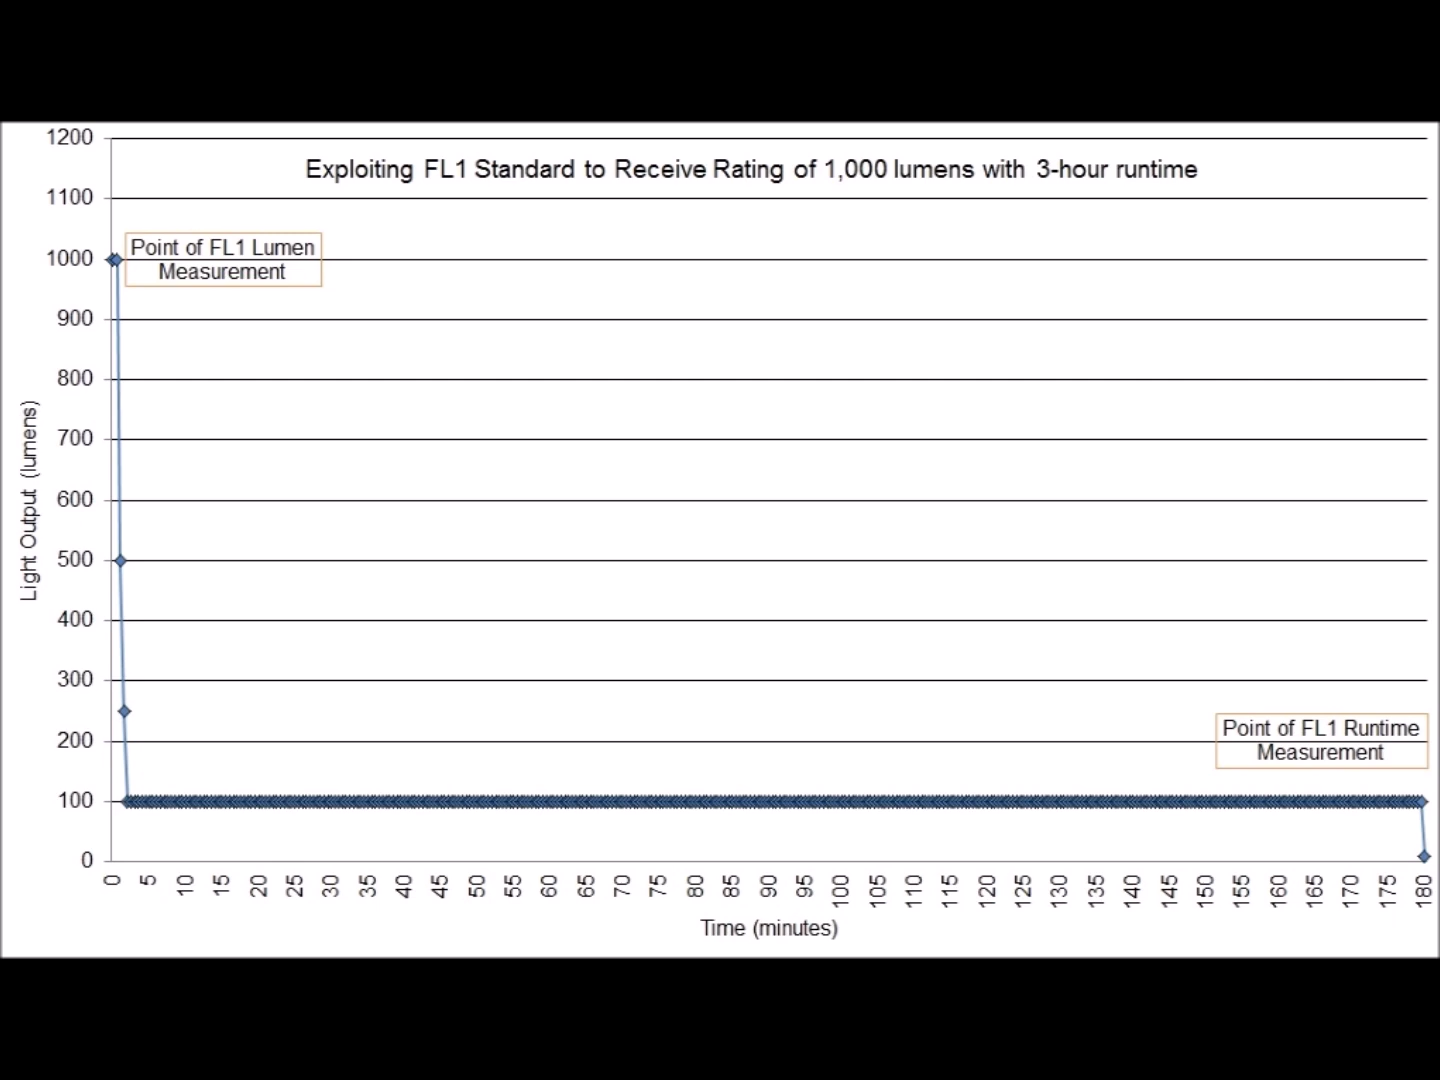 Exploiting FL1 Standard to Receive Rating of 1,000 lumens with 3-hour runtime
1200
1100
1000
900
800
700
600
500
400
300
200
100
0
Point of FL1 Lumen
Measurement
Light Output (lumens)
Point of FL1 Runtime
Measurement
0 5 10 15 20 25 30 35 40 45 50 55 60 65 70 75 80 85 90 95 100 105 110 115 120 125 130 135 140 145 150 155 160 165 170 175 180
Time (minutes)